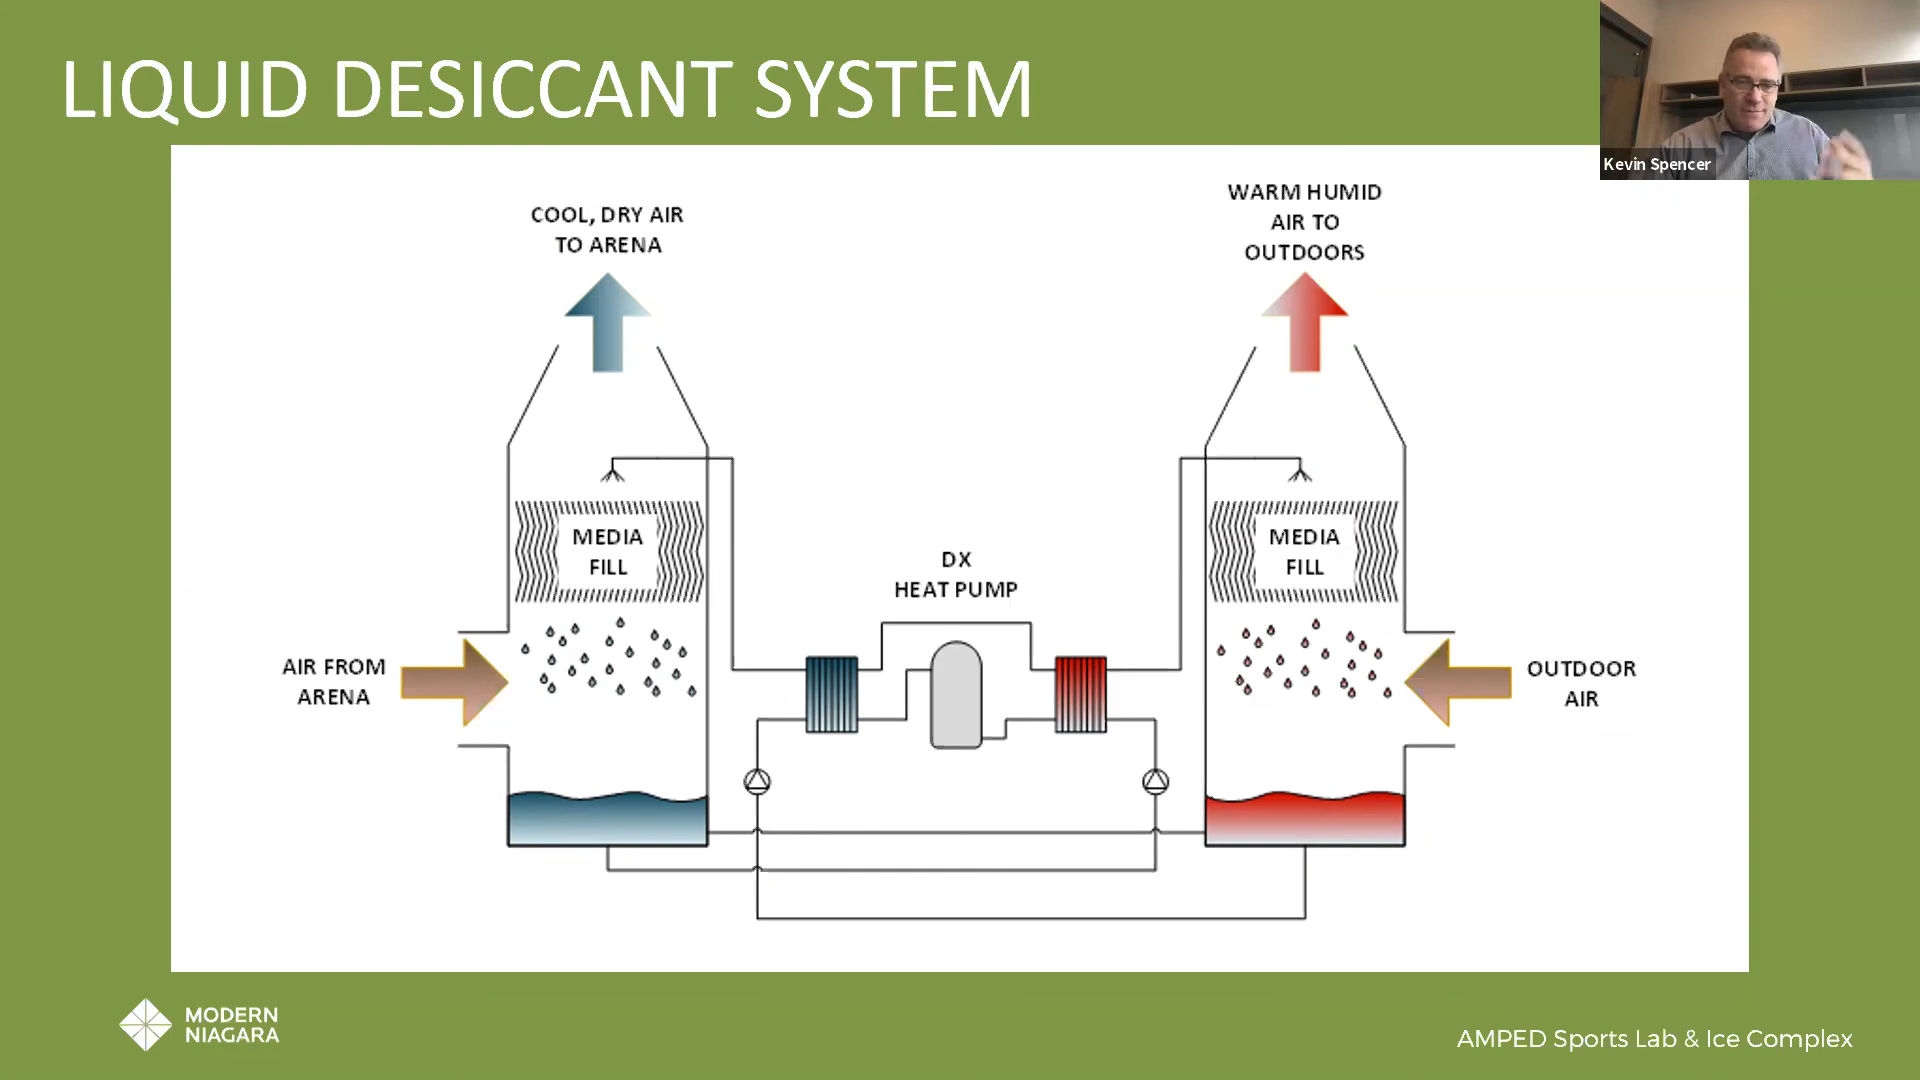 LIQUID DESICCANT SYSTEM
Kevin Spencer
COOL, DRY AIR
TO ARENA
WARM HUMID
AIR TO
OUTDOORS
MEDIA
FILL
MEDIA
FILL
DX
HEAT PUMP
AIR FROM
ARENA
OUTDOOR
AIR
MODERN
NIAGARA
AMPED Sports Lab & Ice Complex